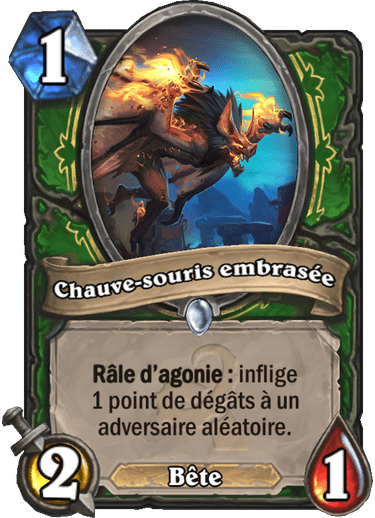 1
Chauve-souris embrasée
Râle d’agonie : inflige
1 point de dégâts à un
adversaire aléatoire.
2
Bête
1